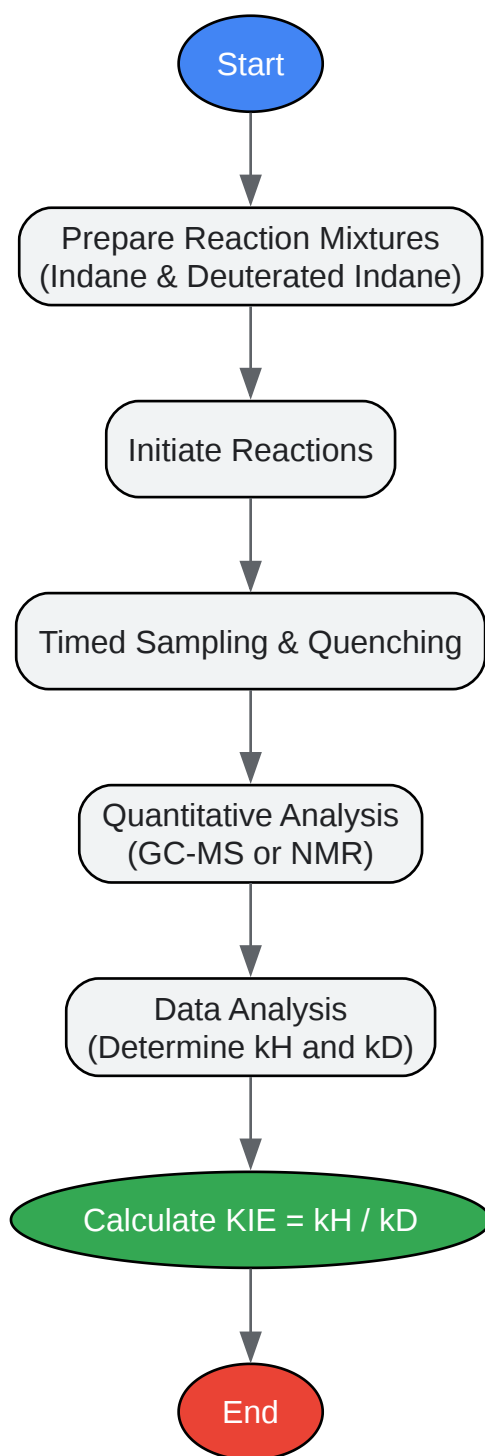 Start
Prepare Reaction Mixtures
(Indane & Deuterated Indane)
Initiate Reactions
Timed Sampling & Quenching
Quantitative Analysis
(GC-MS or NMR)
Data Analysis
(Determine kH and kD)
Calculate KIE = kH / kD
End